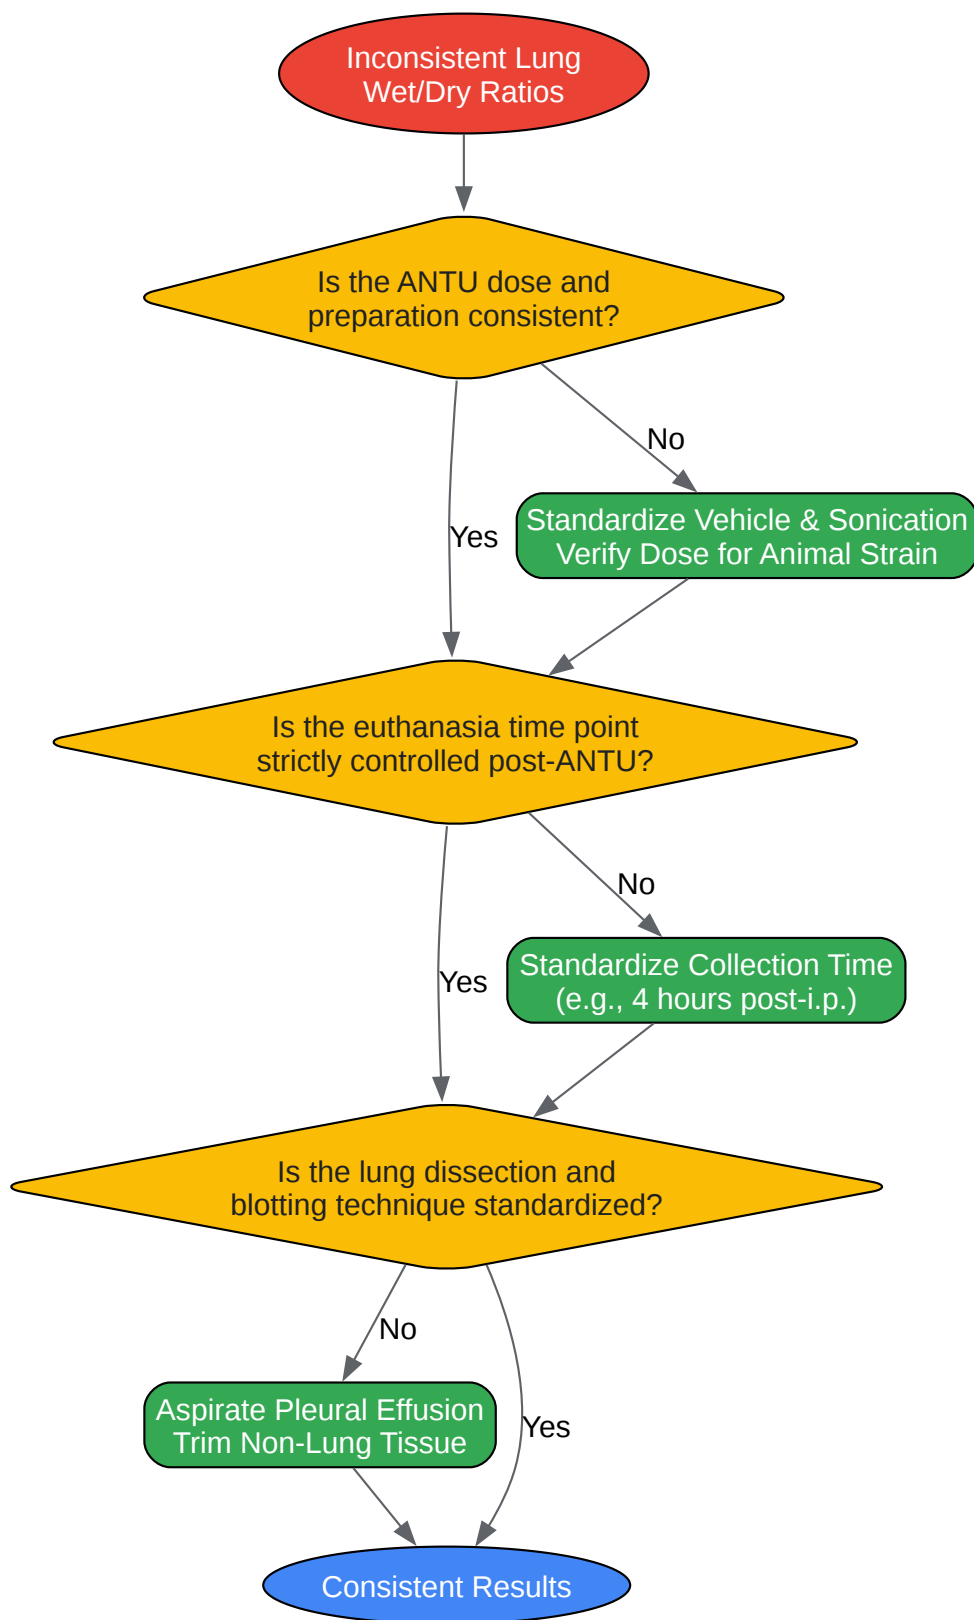 Inconsistent Lung
Wet/Dry Ratios
Is the ANTU dose and
preparation consistent?
No
Standardize Vehicle & Sonication
Verify Dose for Animal Strain
Yes
Is the euthanasia time point
strictly controlled post-ANTU?
No
Standardize Collection Time
(e.g., 4 hours post-i.p.)
Yes
Is the lung dissection and
blotting technique standardized?
No
Aspirate Pleural Effusion
Trim Non-Lung Tissue
Yes
Consistent Results